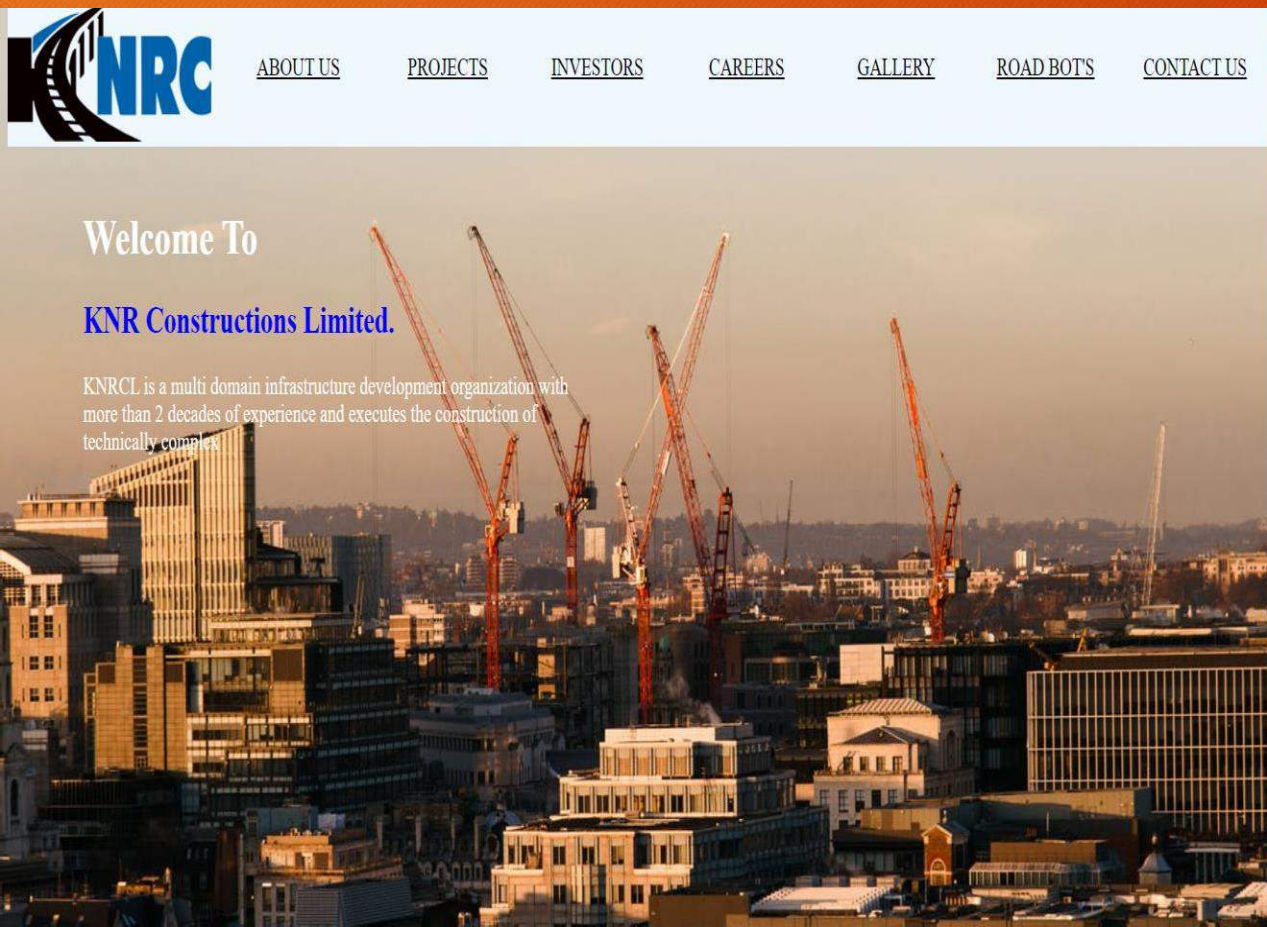 KNRC
ABOUT US PROJECTS INVESTORS CAREERS GALLERY ROAD BOT'S CONTACT US
Welcome To
KNR Constructions Limited.
KNRCL is a multi domain infrastructure development organization with
more than 2 decades of experience and executes the construction of
technically complex